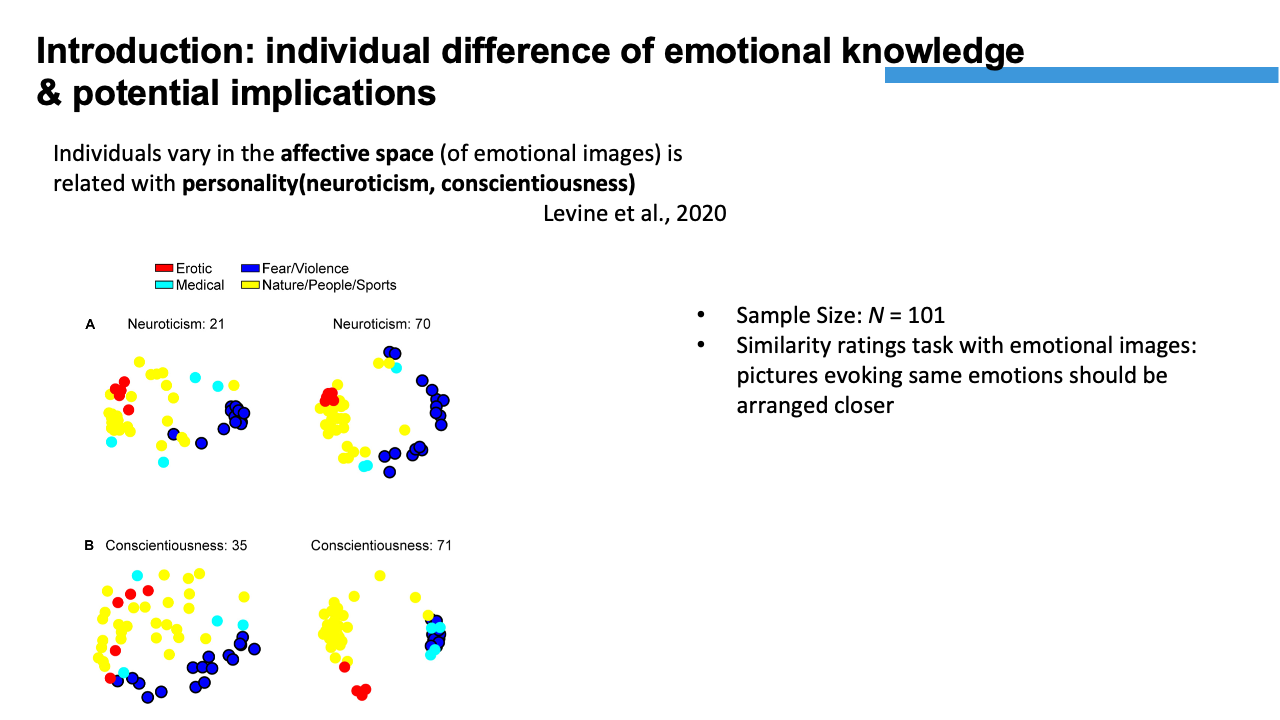 Introduction: individual difference of emotional knowledge
& potential implications
Individuals vary in the affective space (of emotional images) is
related with personality(neuroticism, conscientiousness)
Levine et al., 2020
Erotic
Fear/Violence
Medical
Nature/People/Sports
A
Neuroticism: 21
Neuroticism: 70
B
Conscientiousness: 35
Conscientiousness: 71
• Sample Size: N = 101
• Similarity ratings task with emotional images:
pictures evoking same emotions should be
arranged closer